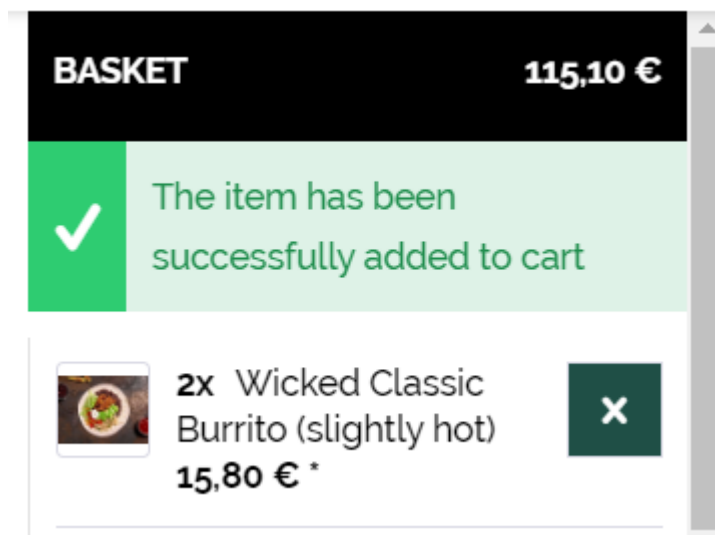 BASKET 115,10 €
The item has been
successfully added to cart
2x Wicked Classic
Burrito (slightly hot)
15,80 € *